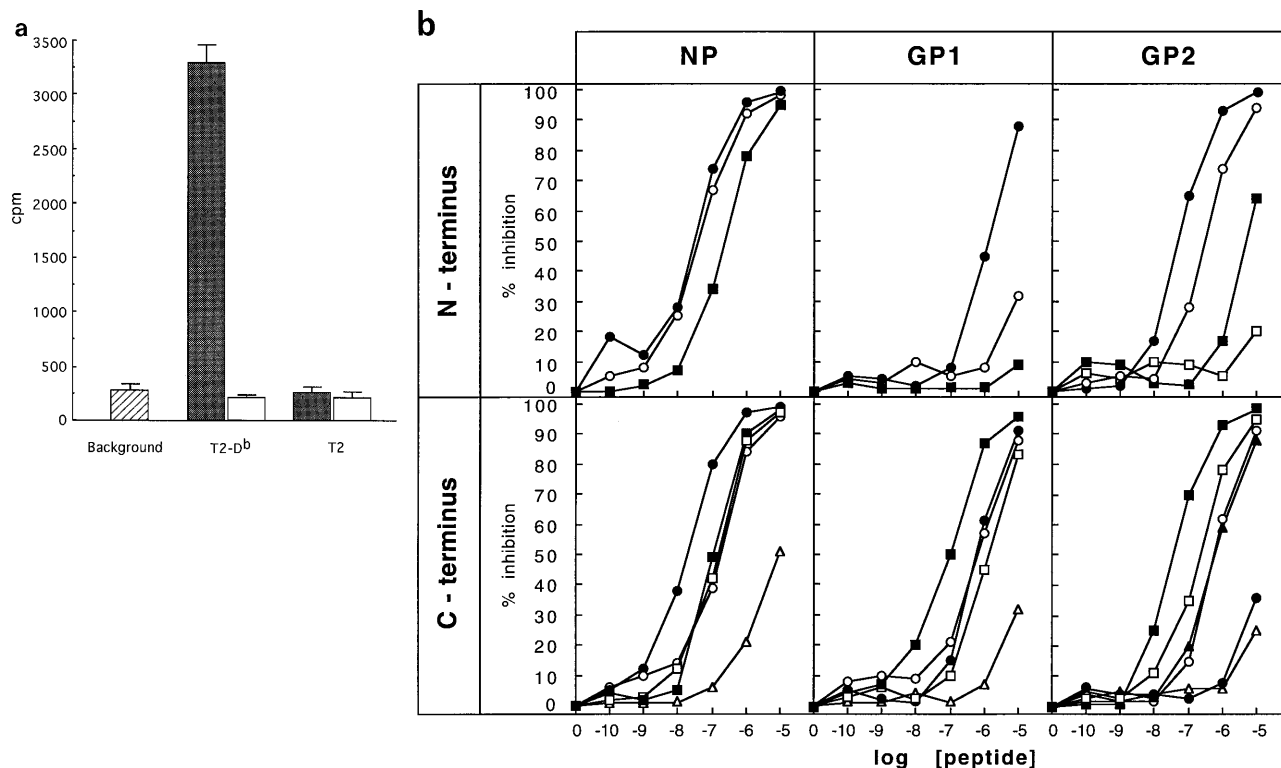 a
3500
3000
3500
2500
2000
1500
1000
500
0
cpm
Background
T2-Dᵇ
T2
b
NP
GP1
GP2
N - terminus
% inhibition
100
90
80
70
60
50
40
30
20
10
0
C - terminus
% inhibition
100
90
80
70
60
50
40
30
20
10
0
0 -10 -9 -8 -7 -6 -5
0 -10 -9 -8 -7 -6 -5
0 -10 -9 -8 -7 -6 -5
log [peptide]